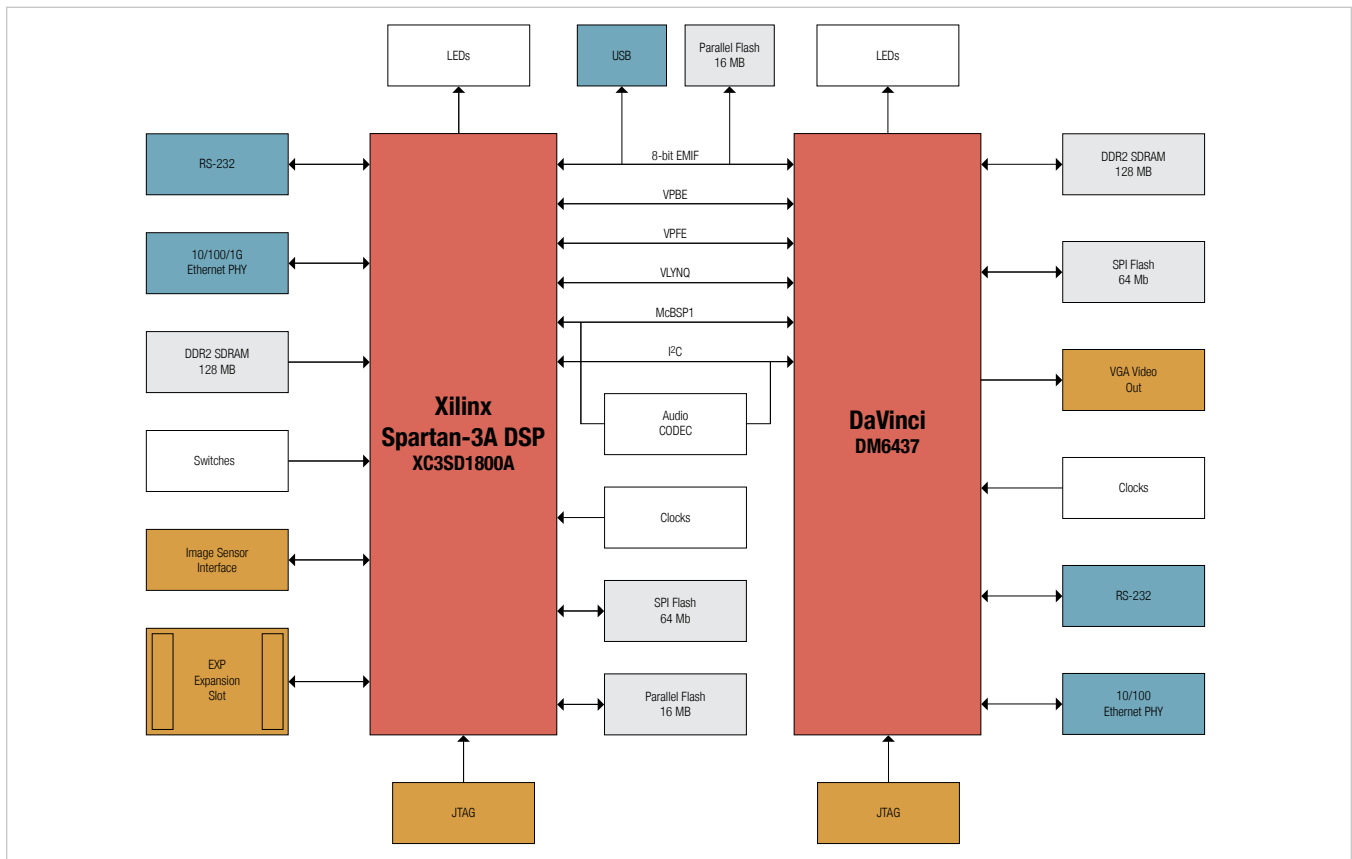 LEDs
USB
Parallel Flash
16 MB
LEDs
RS-232
10/100/1G
Ethernet PHY
DDR2 SDRAM
128 MB
Switches
Image Sensor
Interface
EXP
Expansion
Slot
Xilinx
Spartan-3A DSP
XC3SD1800A
8-bit EMIF
VPBE
VPFE
VLYNQ
McBSP1
I²C
Audio
CODEC
Clocks
SPI Flash
64 Mb
Parallel Flash
16 MB
DaVinci
DM6437
DDR2 SDRAM
128 MB
SPI Flash
64 Mb
VGA Video
Out
Clocks
RS-232
10/100
Ethernet PHY
JTAG
JTAG